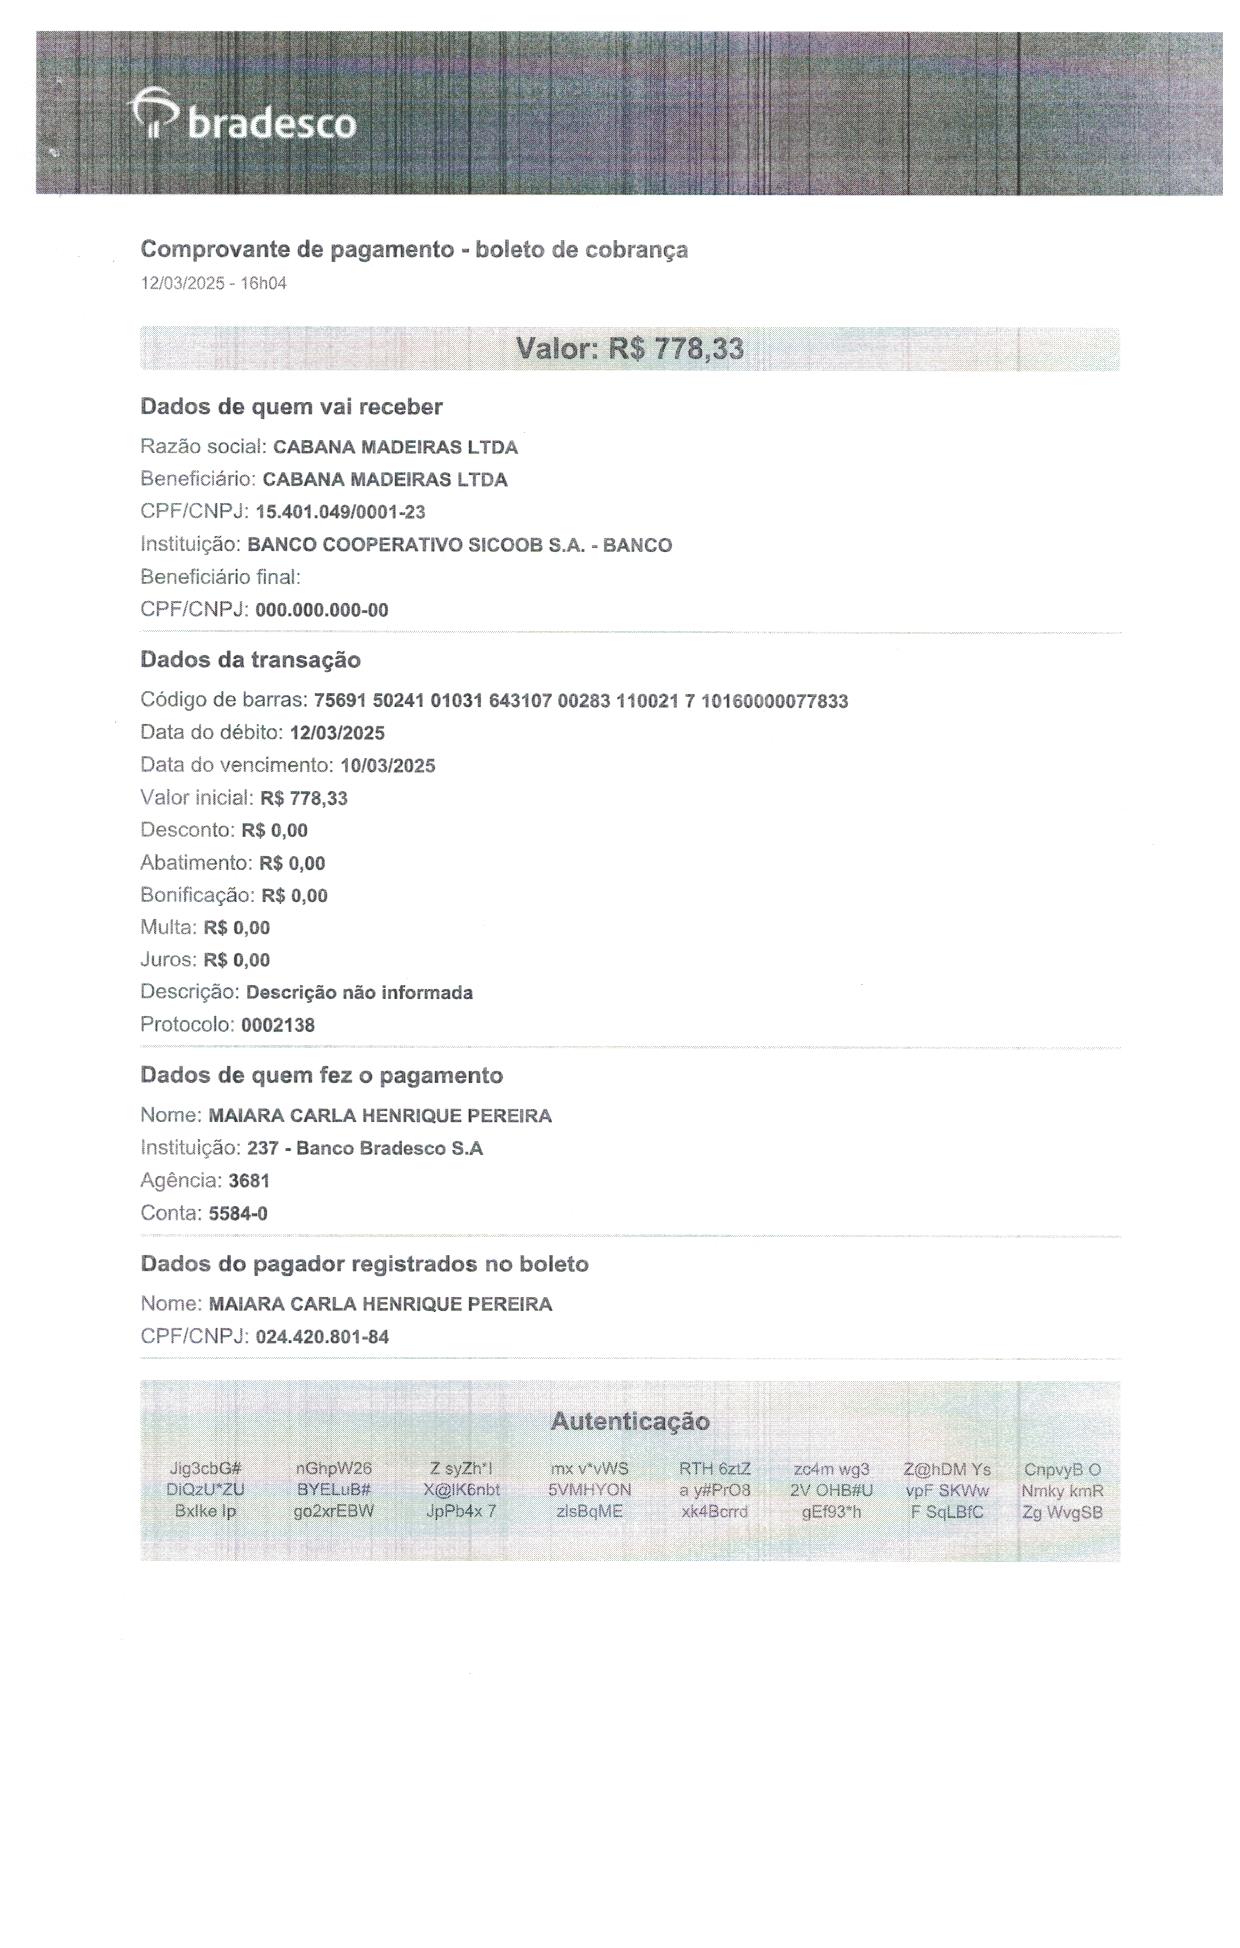 bradesco
Comprovante de pagamento - boleto de cobrança
12/03/2025 - 16h04
Valor: R$ 778,33
Dados de quem vai receber
Razão social: CABANA MADEIRAS LTDA
Beneficiário: CABANA MADEIRAS LTDA
CPF/CNPJ: 15.401.049/0001-23
Instituição: BANCO COOPERATIVO SICOOB S.A. - BANCO
Beneficiário final:
CPF/CNPJ: 000.000.000-00
Dados da transação
Código de barras: 75691 50241 01031 643107 00283 110021 7 10160000077833
Data do débito: 12/03/2025
Data do vencimento: 10/03/2025
Valor inicial: R$ 778,33
Desconto: R$ 0,00
Abatimento: R$ 0,00
Bonificação: R$ 0,00
Multa: R$ 0,00
Juros: R$ 0,00
Descrição: Descrição não informada
Protocolo: 0002138
Dados de quem fez o pagamento
Nome: MAIARA CARLA HENRIQUE PEREIRA
Instituição: 237 - Banco Bradesco S.A
Agência: 3681
Conta: 5584-0
Dados do pagador registrados no boleto
Nome: MAIARA CARLA HENRIQUE PEREIRA
CPF/CNPJ: 024.420.801-84
Autenticação
Jig3cbG# nGhpW26 Z syZh*l mx v*vWS RTH zc4m wg3 Z@hDM Ys CnpvyB O
DiQzU*ZU BYELuB# X@IK6nbt 5VMHYON a y#PrO8 2V OHB#U vpF SKWw Nmky kmR
go2xrEBW JpPb4x 7 zlsBqME xk4Bcrrd gEf93*h F SqLBfC Zg WvgSB